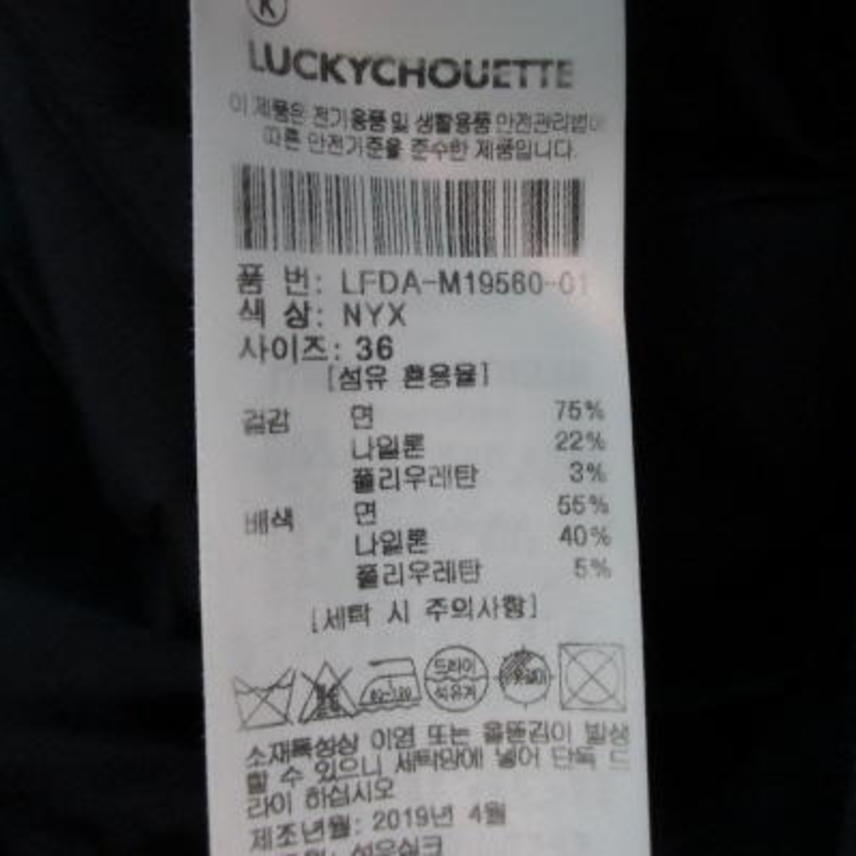 K
LUCKYCHOUETTE
이 제품은 전기용품 및 생활용품 안전관리법에
따른 안전기준을 준수한 제품입니다.
품 번: LFDA-M19560-01
색 상: NYX
사이즈: 36
[섬유 혼용율]
겉감 면 75%
나일론 22%
폴리우레탄 3%
배색 면 55%
나일론 40%
폴리우레탄 5%
[세탁 시 주의사항]
드라이
석유계
옷걸이
소재특성상 이염 또는 올뜯김이 발생
할 수 있으니 세탁망에 넣어 단독 드
라이 하십시오
제조년월: 2019년 4월